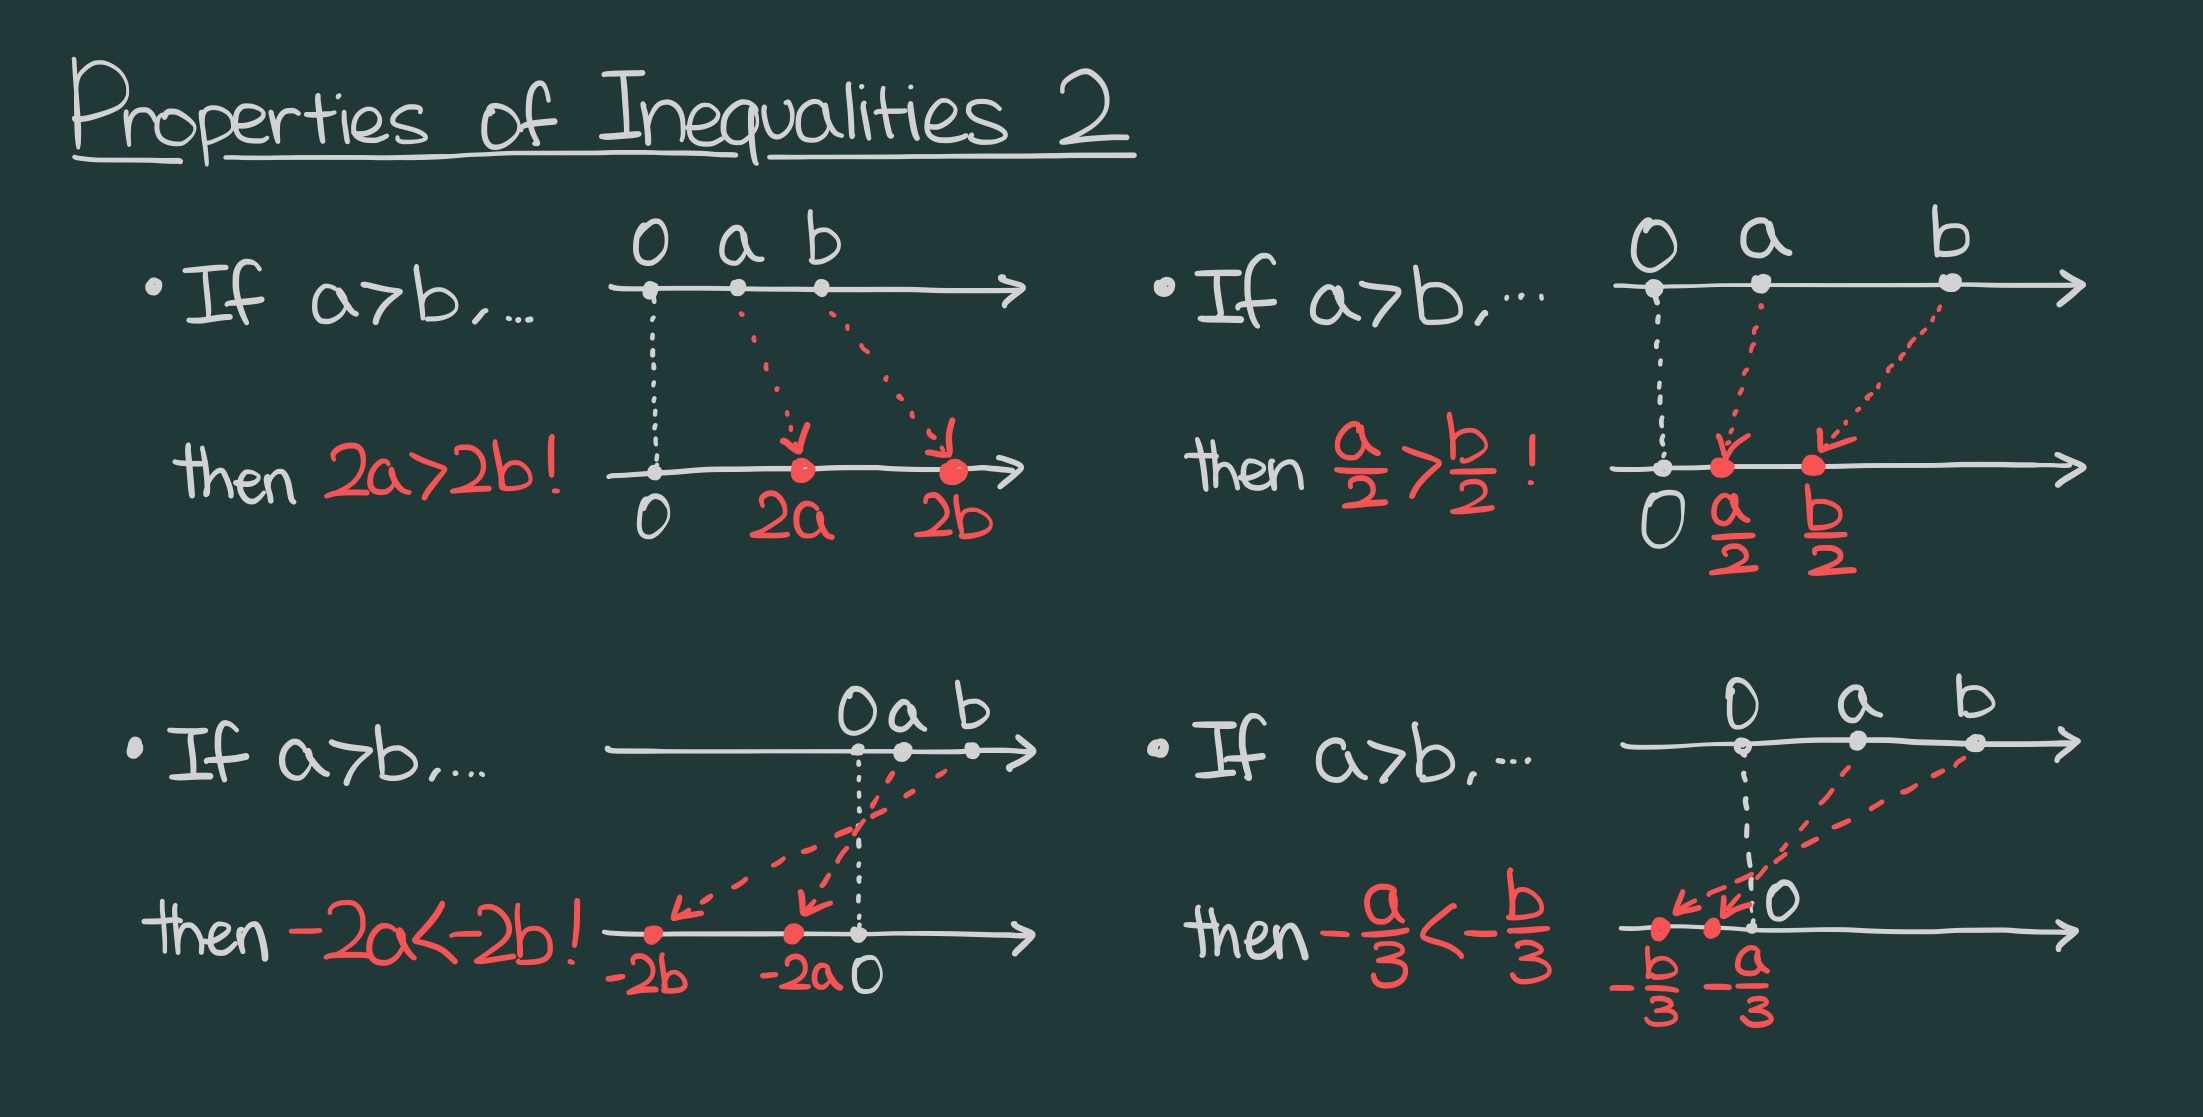 Properties of Inequalities 2
• If a>b,...
then 2a>2b!
0 a b
0 2a 2b
• If a>b,...
then a/2 > b/2 !
0 a b
0 a/2 b/2
• If a>b,...
then -2a<-2b!
0 a b
-2b -2a 0
• If a>b,...
then -a/3 < -b/3
0 a b
0
-b/3 -a/3